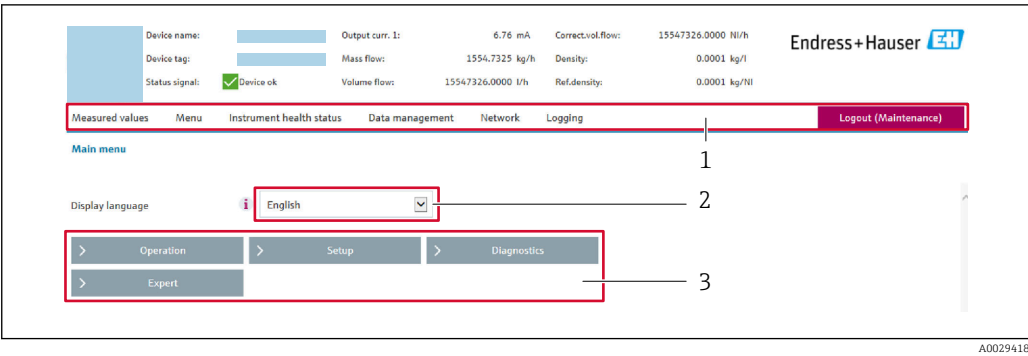 Device name: Output curr. 1: 6.76 mA Correct.vol.flow: 15547326.0000 Nl/h
Endress+Hauser EH
Device tag: Mass flow: 1554.7325 kg/h Density: 0.0001 kg/l
Status signal: Device ok Volume flow: 15547326.0000 l/h Ref.density: 0.0001 kg/Nl
Measured values Menu Instrument health status Data management Network Logging Logout (Maintenance)
1
Main menu
Display language i English 2
> Operation > Setup > Diagnostics
> Expert 3
A0029418